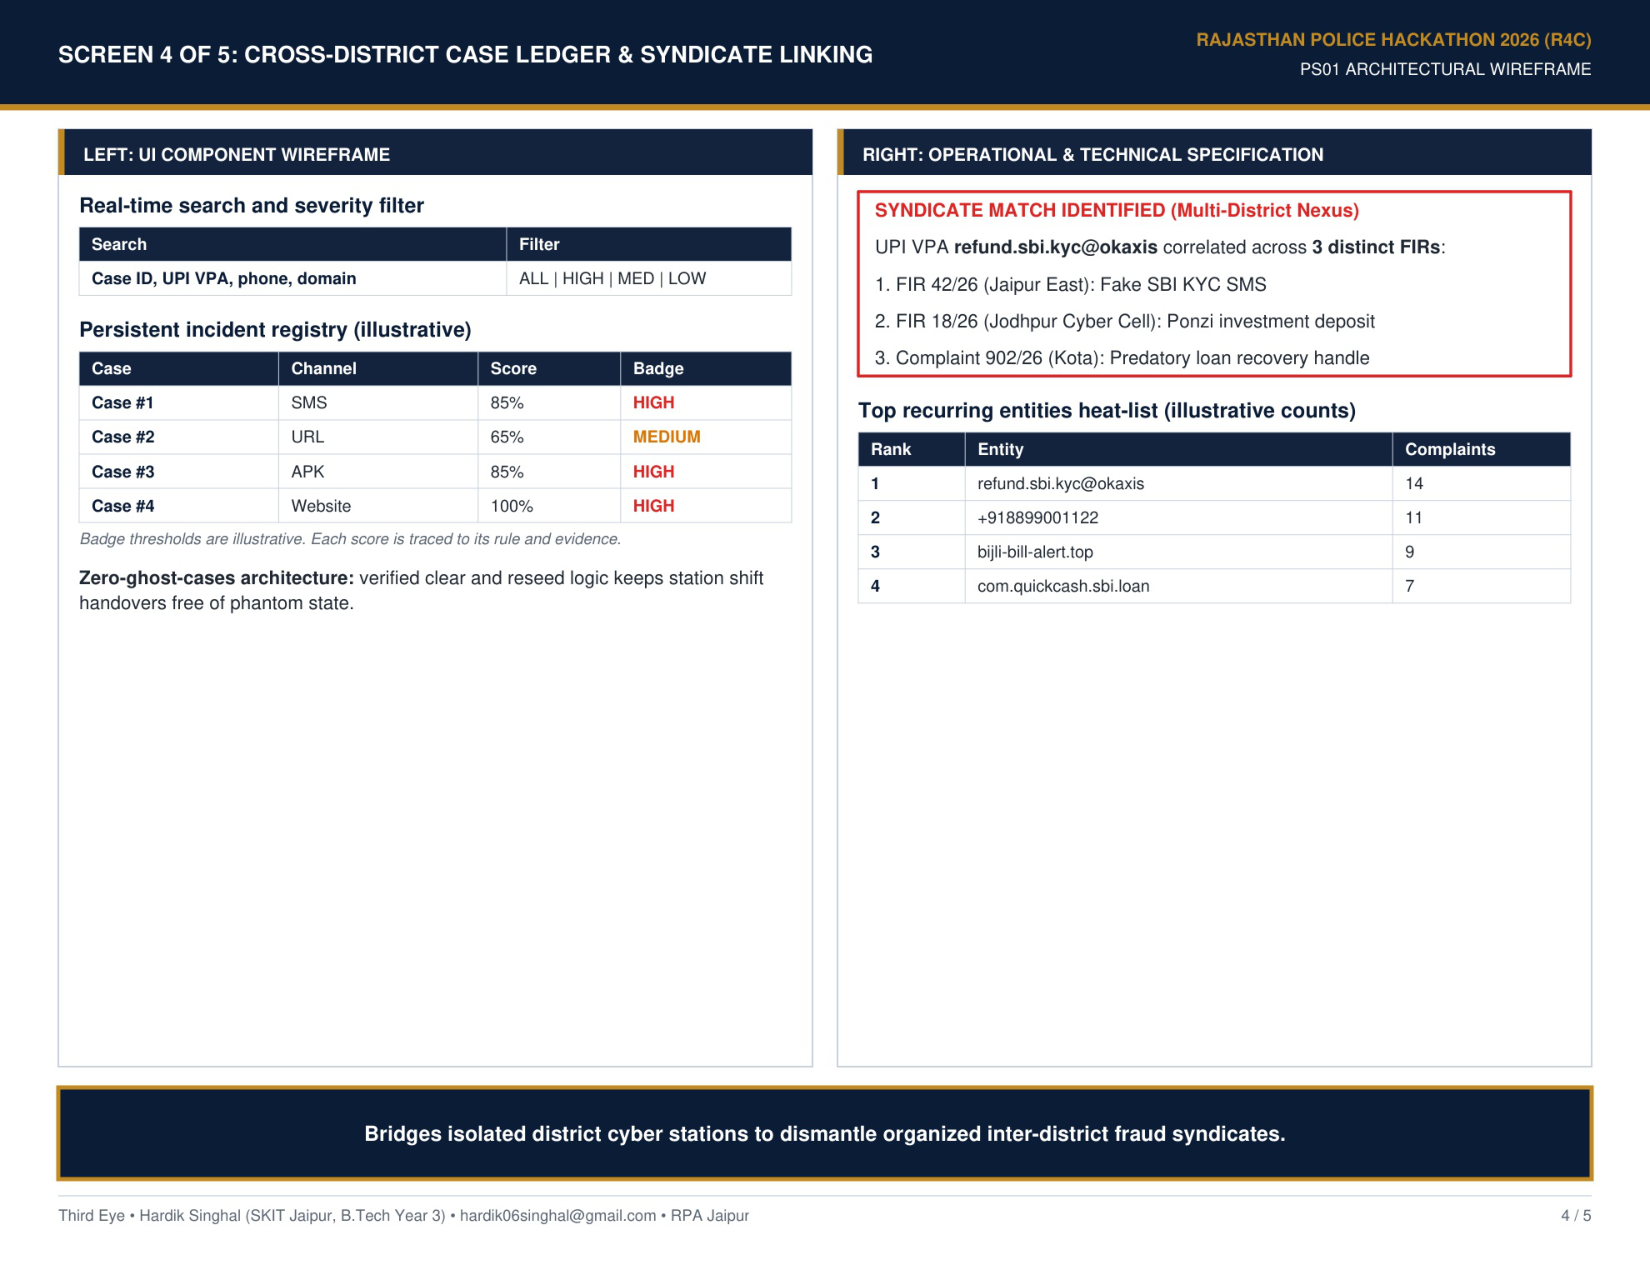 SCREEN 4 OF 5: CROSS-DISTRICT CASE LEDGER & SYNDICATE LINKING
RAJASTHAN POLICE HACKATHON 2026 (R4C)
PS01 ARCHITECTURAL WIREFRAME
LEFT: UI COMPONENT WIREFRAME
Real-time search and severity filter
Search Filter
Case ID, UPI VPA, phone, domain ALL | HIGH | MED | LOW
Persistent incident registry (illustrative)
Case Channel Score Badge
Case #1 SMS 85% HIGH
Case #2 URL 65% MEDIUM
Case #3 APK 85% HIGH
Case #4 Website 100% HIGH
Badge thresholds are illustrative. Each score is traced to its rule and evidence.
Zero-ghost-cases architecture: verified clear and reseed logic keeps station shift
handovers free of phantom state.
RIGHT: OPERATIONAL & TECHNICAL SPECIFICATION
SYNDICATE MATCH IDENTIFIED (Multi-District Nexus)
UPI VPA refund.sbi.kyc@okaxis correlated across 3 distinct FIRs:
1. FIR 42/26 (Jaipur East): Fake SBI KYC SMS
2. FIR 18/26 (Jodhpur Cyber Cell): Ponzi investment deposit
3. Complaint 902/26 (Kota): Predatory loan recovery handle
Top recurring entities heat-list (illustrative counts)
Rank Entity Complaints
1 refund.sbi.kyc@okaxis 14
2 +918899001122 11
3 bijli-bill-alert.top 9
4 com.quickcash.sbi.loan 7
Bridges isolated district cyber stations to dismantle organized inter-district fraud syndicates.
Third Eye • Hardik Singhal (SKIT Jaipur, B.Tech Year 3) • hardik06singhal@gmail.com • RPA Jaipur
4 / 5